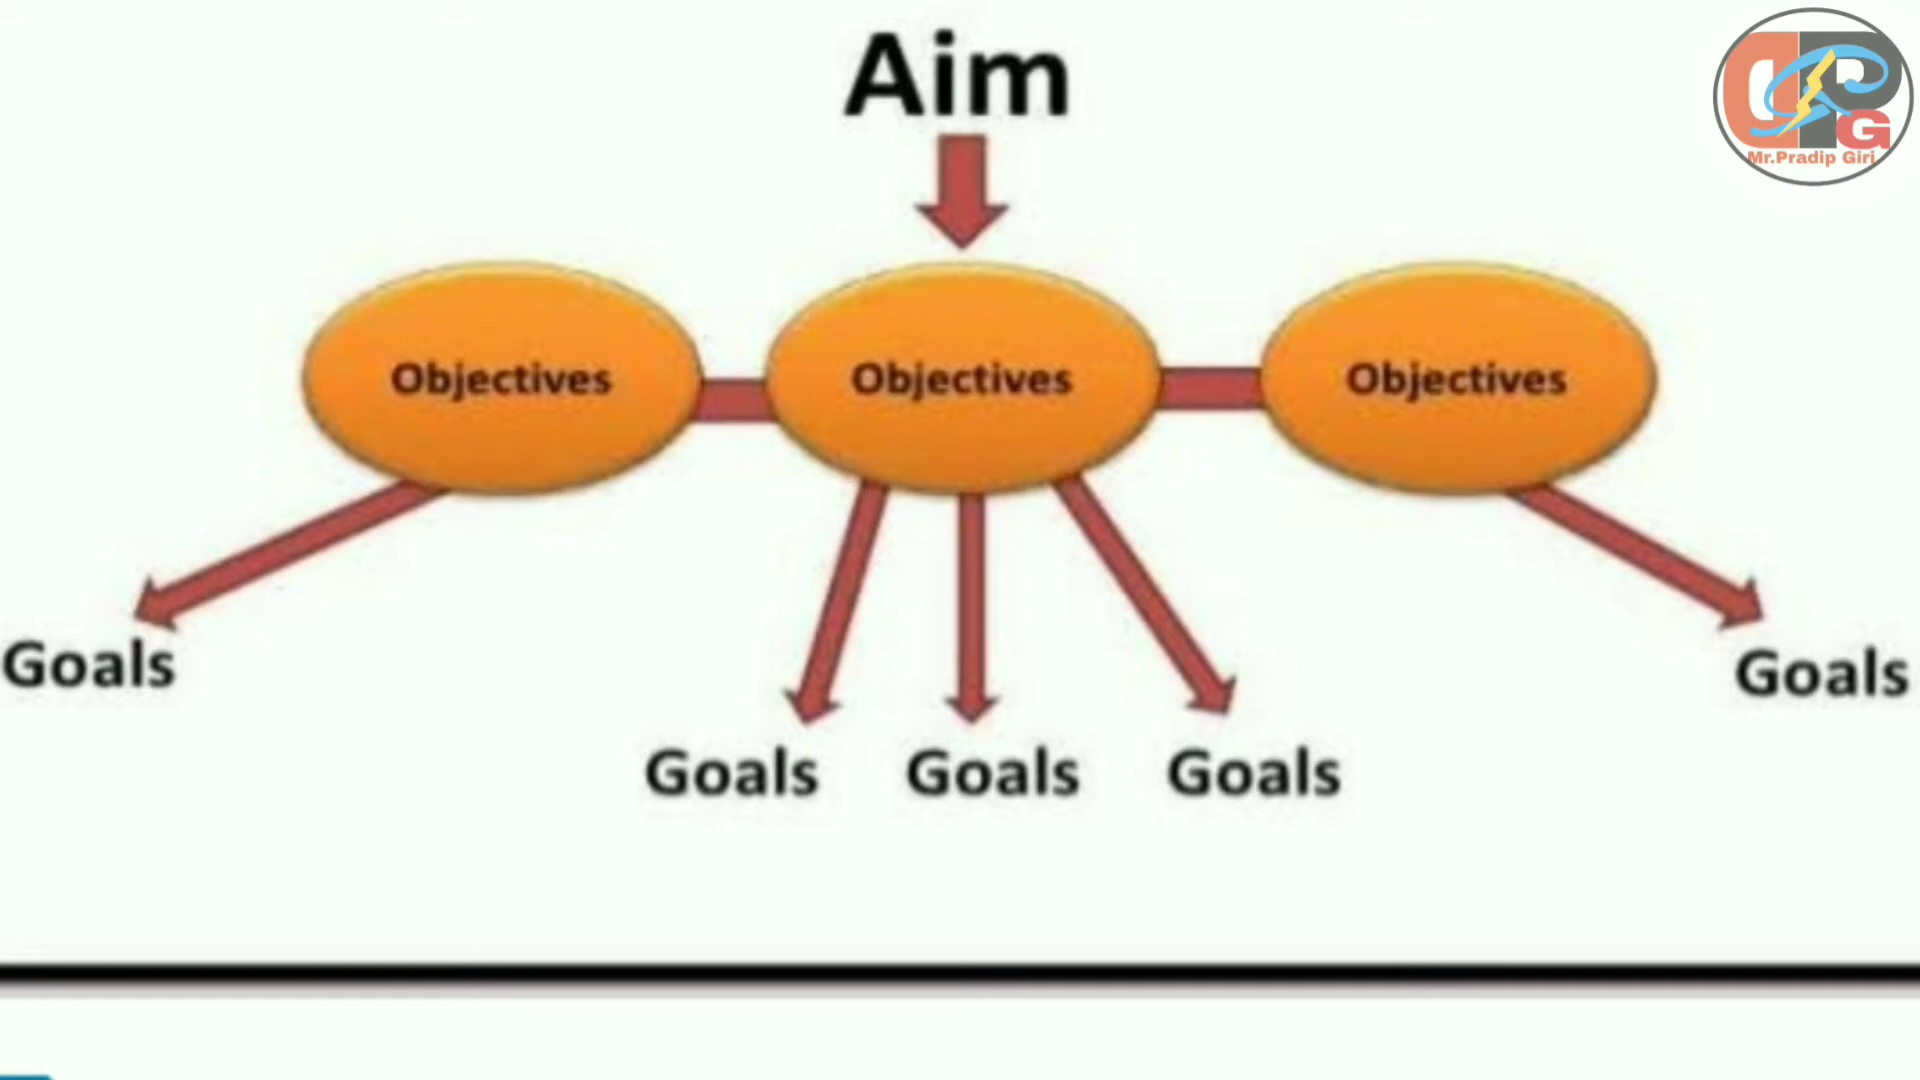 Aim
Mr.Pradip Giri
Objectives Objectives Objectives
Goals
Goals
Goals Goals Goals